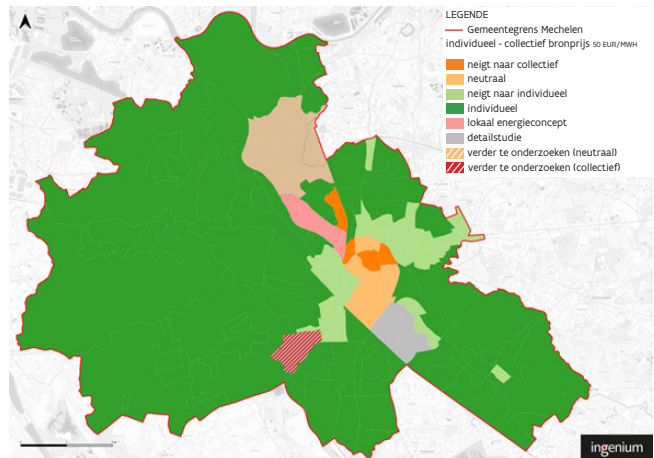 LEGENDE
Gemeentegrens Mechelen
individueel - collectief bronprijs 50 EUR/MWH
neigt naar collectief
neutraal
neigt naar individueel
individueel
lokaal energieconcept
detailstudie
verder te onderzoeken (neutraal)
verder te onderzoeken (collectief)
ingenium